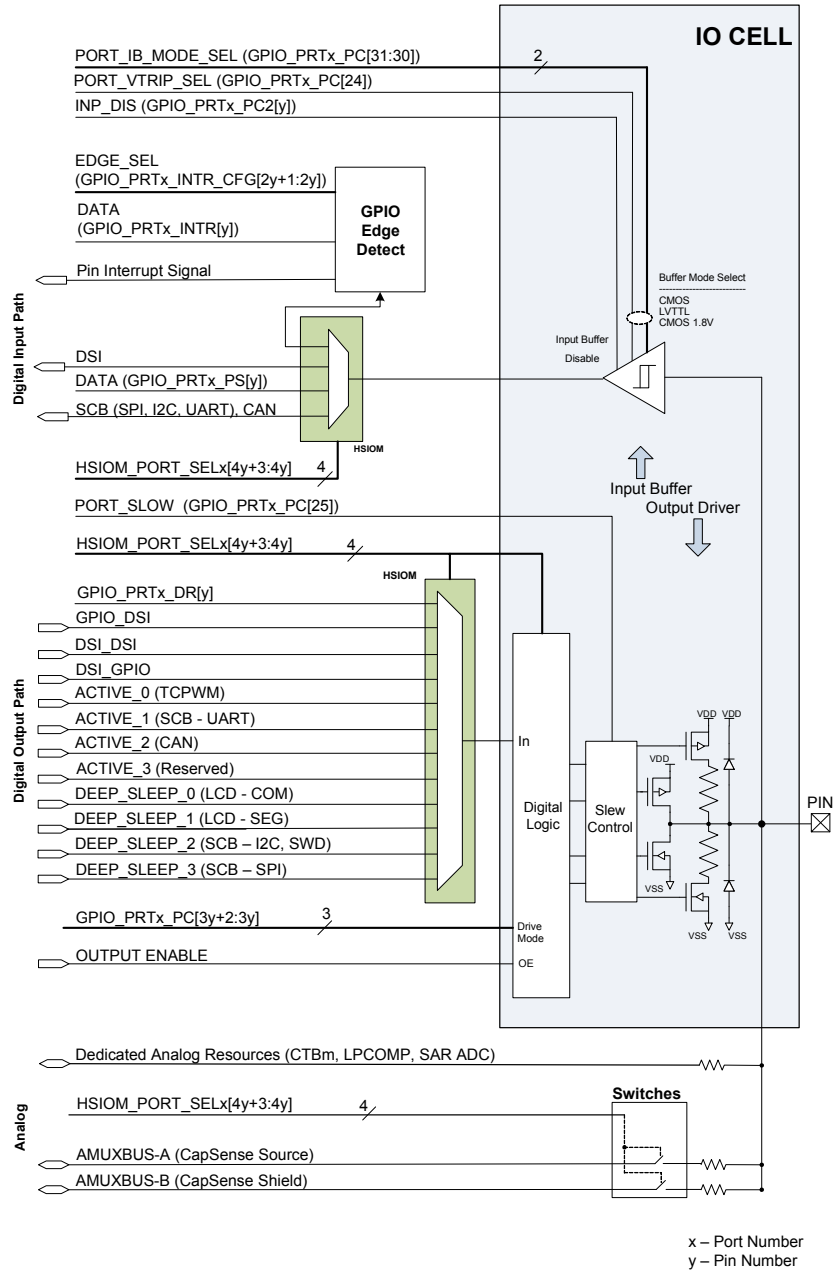 IO CELL
PORT_IB_MODE_SEL (GPIO_PRTx_PC[31:30])
2
PORT_VTRIP_SEL (GPIO_PRTx_PC[24])
INP_DIS (GPIO_PRTx_PC2[y])
EDGE_SEL
(GPIO_PRTx_INTR_CFG[2y+1:2y])
DATA
(GPIO_PRTx_INTR[y])
Pin Interrupt Signal
GPIO
Edge
Detect
Buffer Mode Select
CMOS
LVTTL
CMOS 1.8V
Input Buffer
Disable
Digital Input Path
DSI
DATA (GPIO_PRTx_PS[y])
SCB (SPI, I2C, UART), CAN
HSIOM
HSIOM_PORT_SELx[4y+3:4y]
4
Input Buffer
Output Driver
PORT_SLOW (GPIO_PRTx_PC[25])
HSIOM_PORT_SELx[4y+3:4y]
4
HSIOM
Digital Output Path
GPIO_PRTx_DR[y]
GPIO_DSI
DSI_DSI
DSI_GPIO
ACTIVE_0 (TCPWM)
ACTIVE_1 (SCB - UART)
ACTIVE_2 (CAN)
ACTIVE_3 (Reserved)
DEEP_SLEEP_0 (LCD - COM)
DEEP_SLEEP_1 (LCD - SEG)
DEEP_SLEEP_2 (SCB – I2C, SWD)
DEEP_SLEEP_3 (SCB – SPI)
In
Digital
Logic
Slew
Control
VDD
VDD
VDD
VSS
VSS
VSS
PIN
GPIO_PRTx_PC[3y+2:3y]
3
Drive
Mode
OUTPUT ENABLE
OE
Dedicated Analog Resources (CTBm, LPCOMP, SAR ADC)
Analog
HSIOM_PORT_SELx[4y+3:4y]
4
Switches
AMUXBUS-A (CapSense Source)
AMUXBUS-B (CapSense Shield)
x – Port Number
y – Pin Number